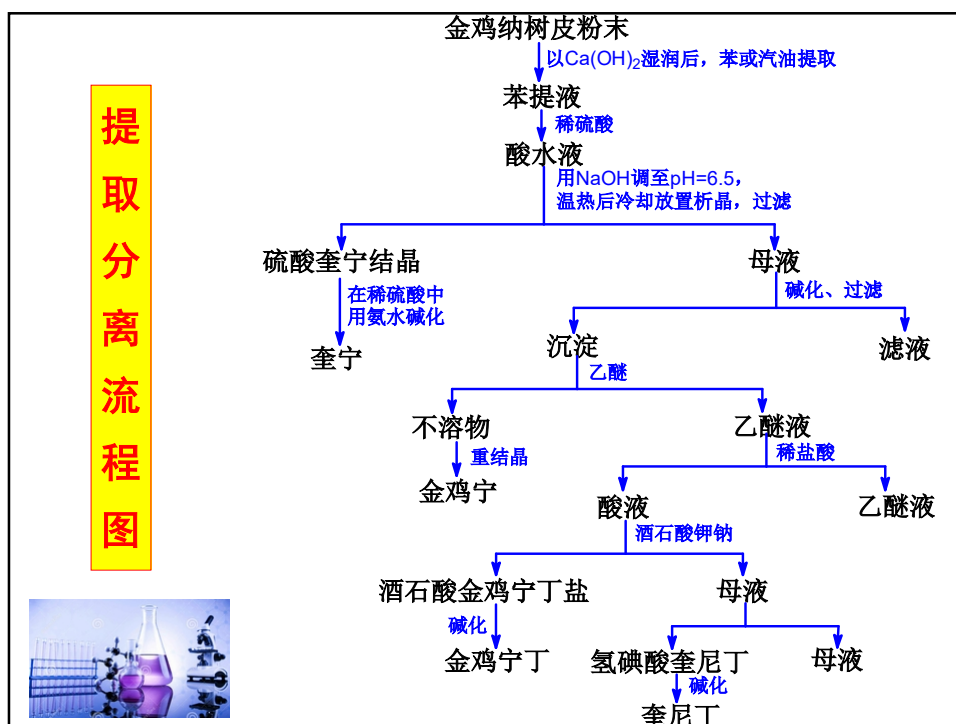 提取分离流程图
金鸡纳树皮粉末
以Ca(OH)₂湿润后，苯或汽油提取
苯提液
稀硫酸
酸水液
用NaOH调至pH=6.5，
温热后冷却放置析晶，过滤
硫酸奎宁结晶
母液
在稀硫酸中
用氨水碱化
碱化、过滤
奎宁
沉淀
滤液
乙醚
不溶物
乙醚液
重结晶
稀盐酸
金鸡宁
酸液
乙醚液
酒石酸钾钠
酒石酸金鸡宁丁盐
母液
碱化
金鸡宁丁
氢碘酸奎尼丁
母液
碱化
奎尼丁